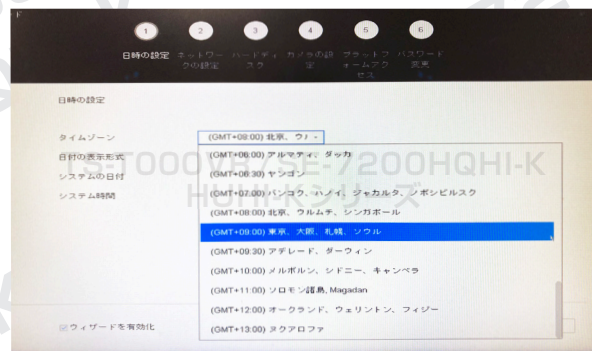 ド
1 2 3 4 5 6
日時の設定 ネットワークの設定 ハードディスク カメラの設定 プラットフォームアクセス パスワード変更
日時の設定
タイムゾーン (GMT+08:00) 北京、ウル
日付の表示形式
システムの日付
システム時間
(GMT+06:00) アルマティ、ダッカ
(GMT+06:30) ヤンゴン
(GMT+07:00) バンコク、ハノイ、ジャカルタ、ノボシビルスク
(GMT+08:00) 北京、ウルムチ、シンガポール
(GMT+09:00) 東京、大阪、札幌、ソウル
(GMT+09:30) アデレード、ダーウィン
(GMT+10:00) メルボルン、シドニー、キャンベラ
(GMT+11:00) ソロモン諸島, Magadan
(GMT+12:00) オークランド、ウェリントン、フィジー
(GMT+13:00) ヌクアロファ
ウィザードを有効化
7200HQHI-K
HUHI-Kシリーズ